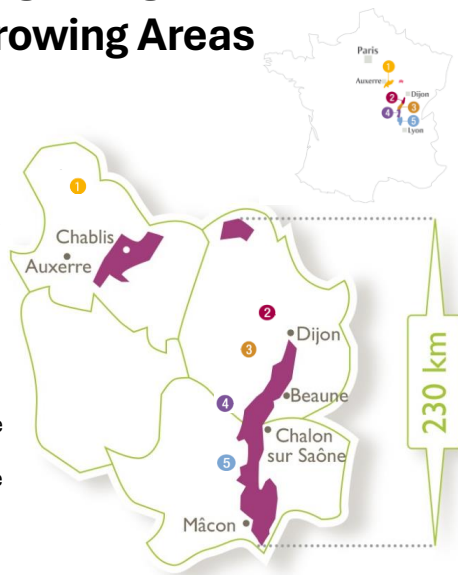 rowing Areas
Paris
1
Auxerre
2
Dijon
3
4
5
Lyon
1
Chablis
Auxerre
2
Dijon
3
4
Beaune
Chalon
sur Saône
5
Mâcon
230 km